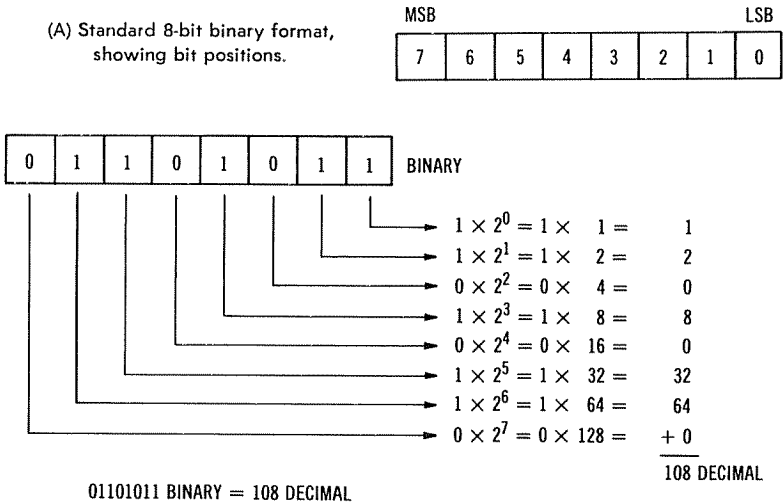 (A) Standard 8-bit binary format,
showing bit positions.
MSB LSB
7 6 5 4 3 2 1 0
0 1 1 0 1 0 1 1 BINARY
1 × 2⁰ = 1 × 1 = 1
1 × 2¹ = 1 × 2 = 2
0 × 2² = 0 × 4 = 0
1 × 2³ = 1 × 8 = 8
0 × 2⁴ = 0 × 16 = 0
1 × 2⁵ = 1 × 32 = 32
1 × 2⁶ = 1 × 64 = 64
0 × 2⁷ = 0 × 128 = + 0
108 DECIMAL
01101011 BINARY = 108 DECIMAL